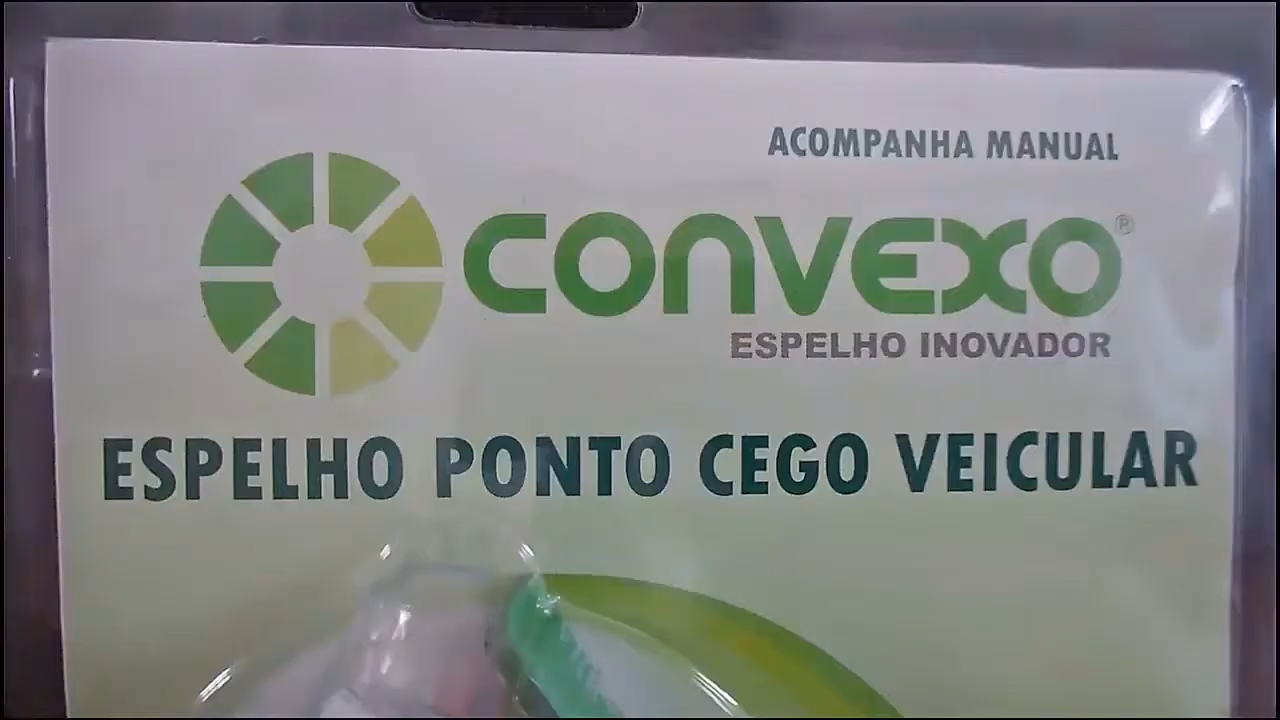 ACOMPANHA MANUAL
CONVEXO®
ESPELHO INOVADOR
ESPELHO PONTO CEGO VEICULAR